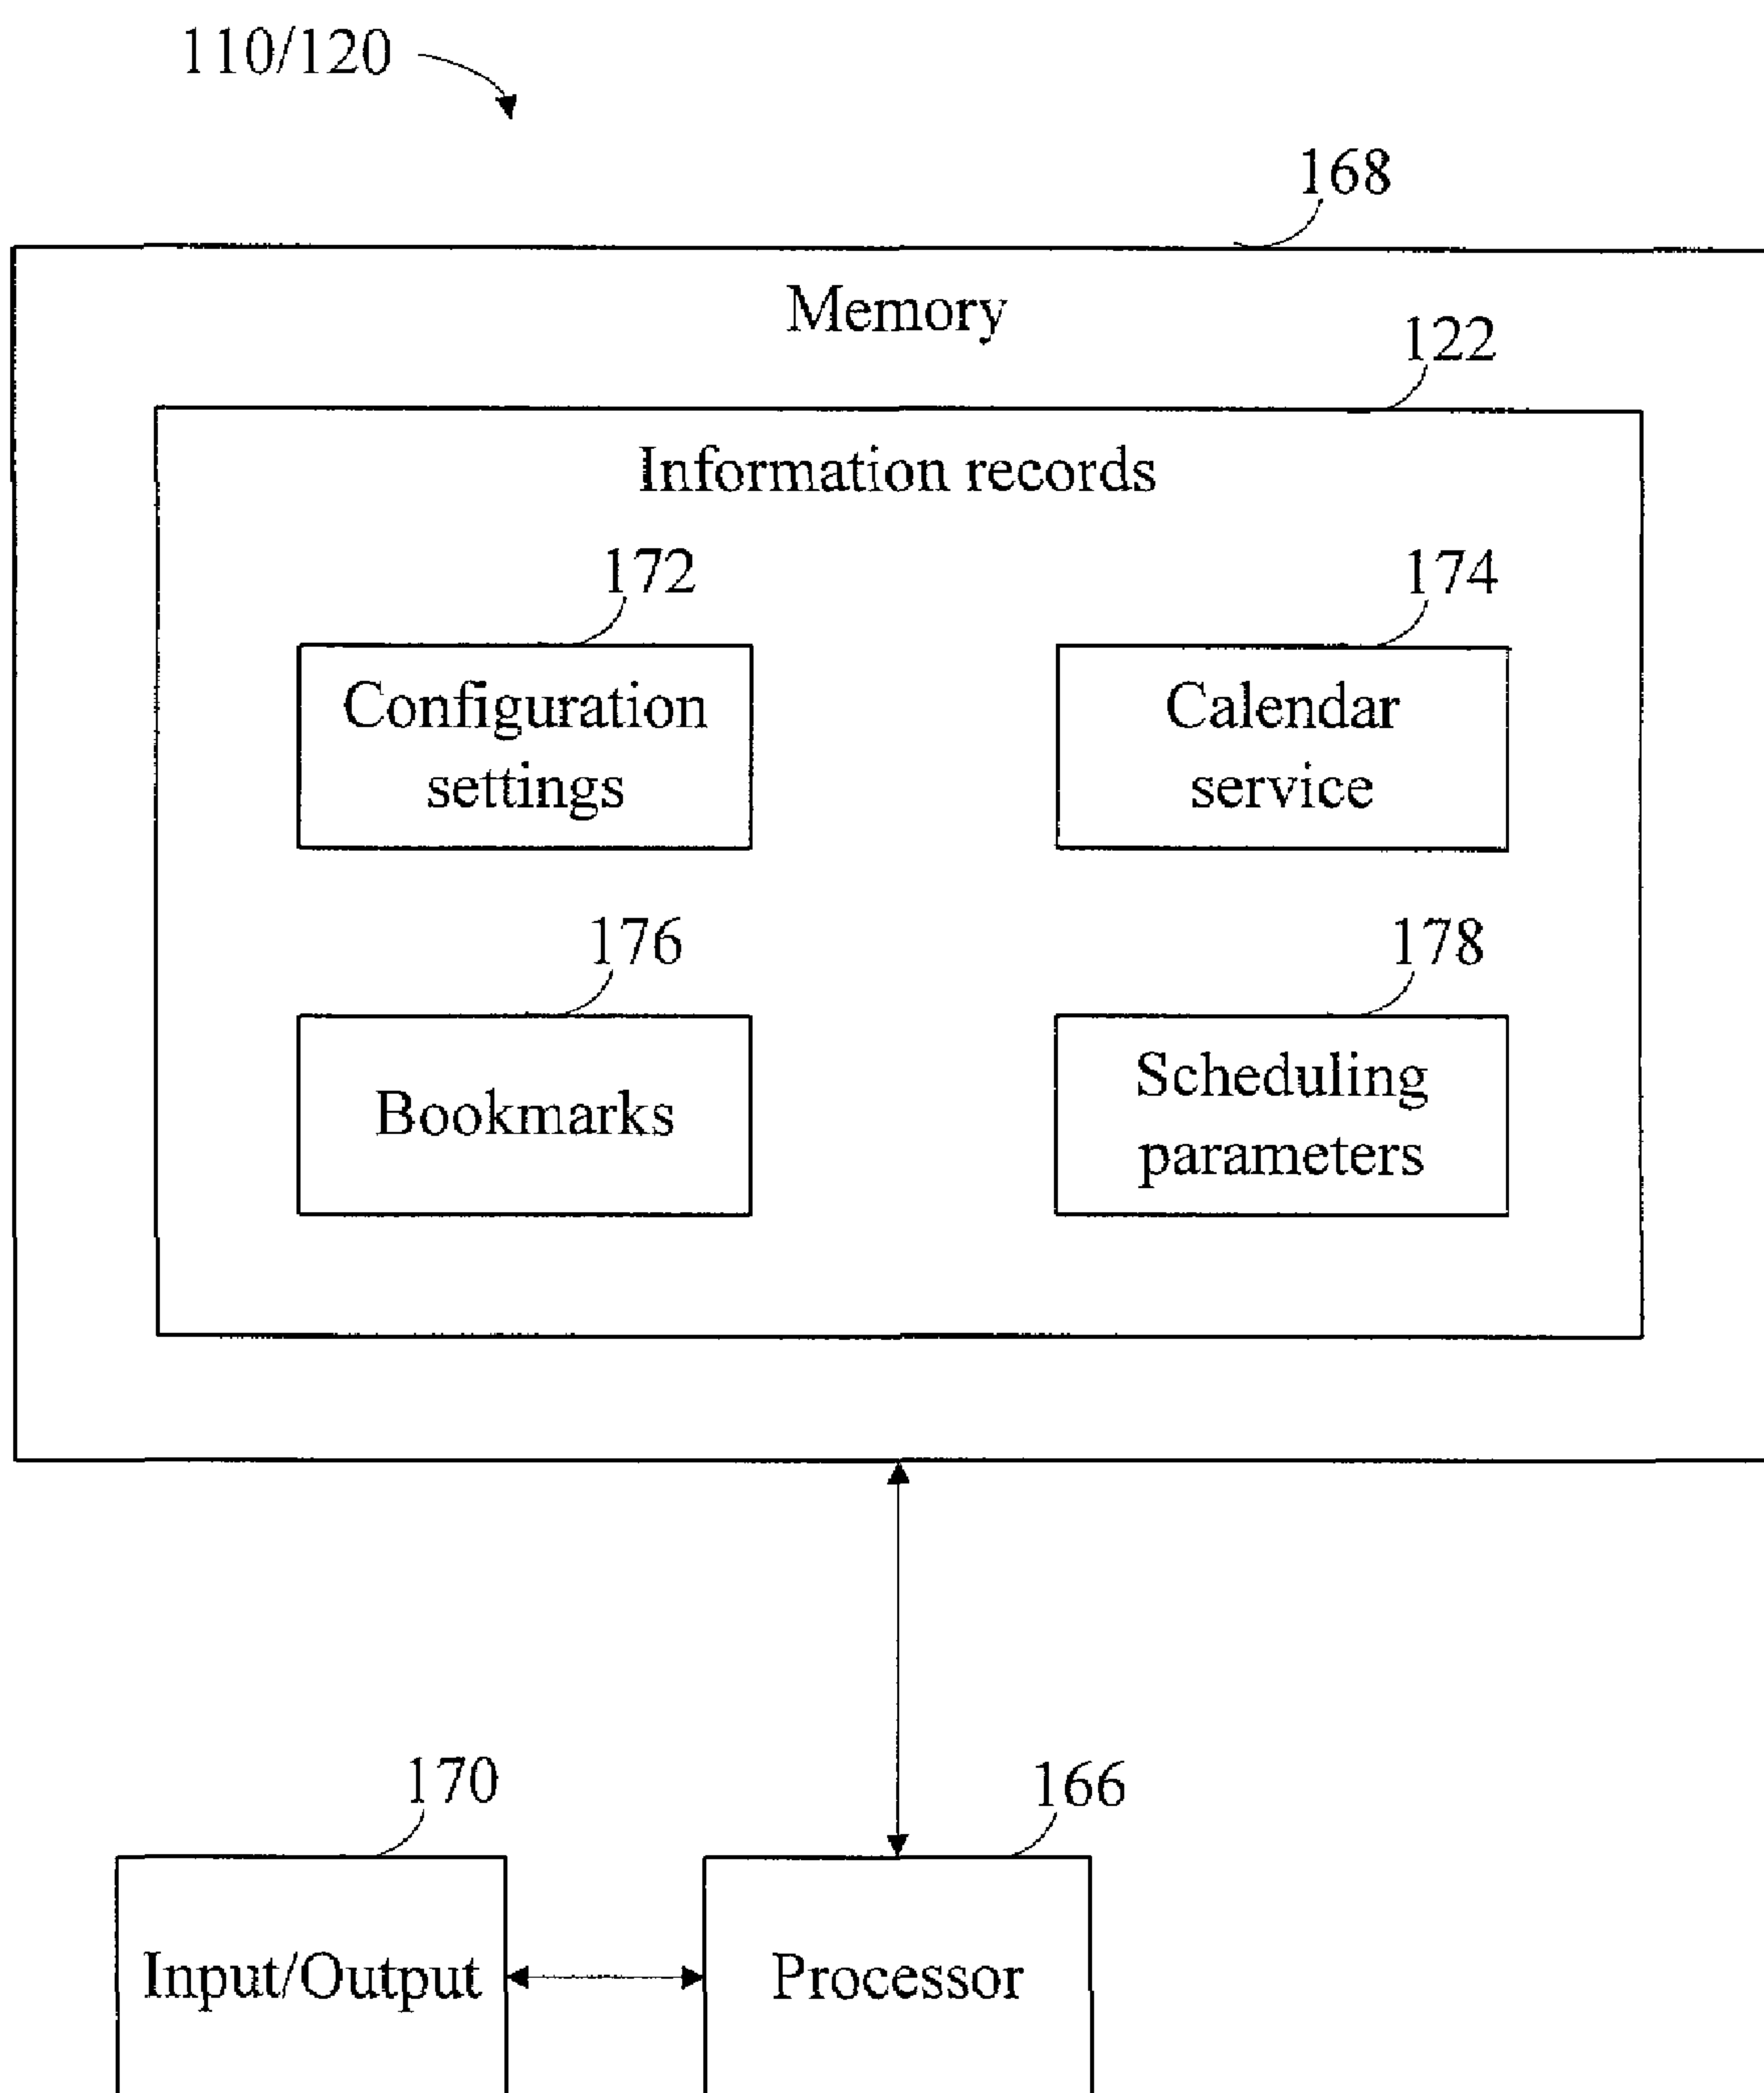 110/120
168
Memory
122
Information records
172
174
Configuration
settings
Calendar
service
176
178
Bookmarks
Scheduling
parameters
170
166
Input/Output
Processor